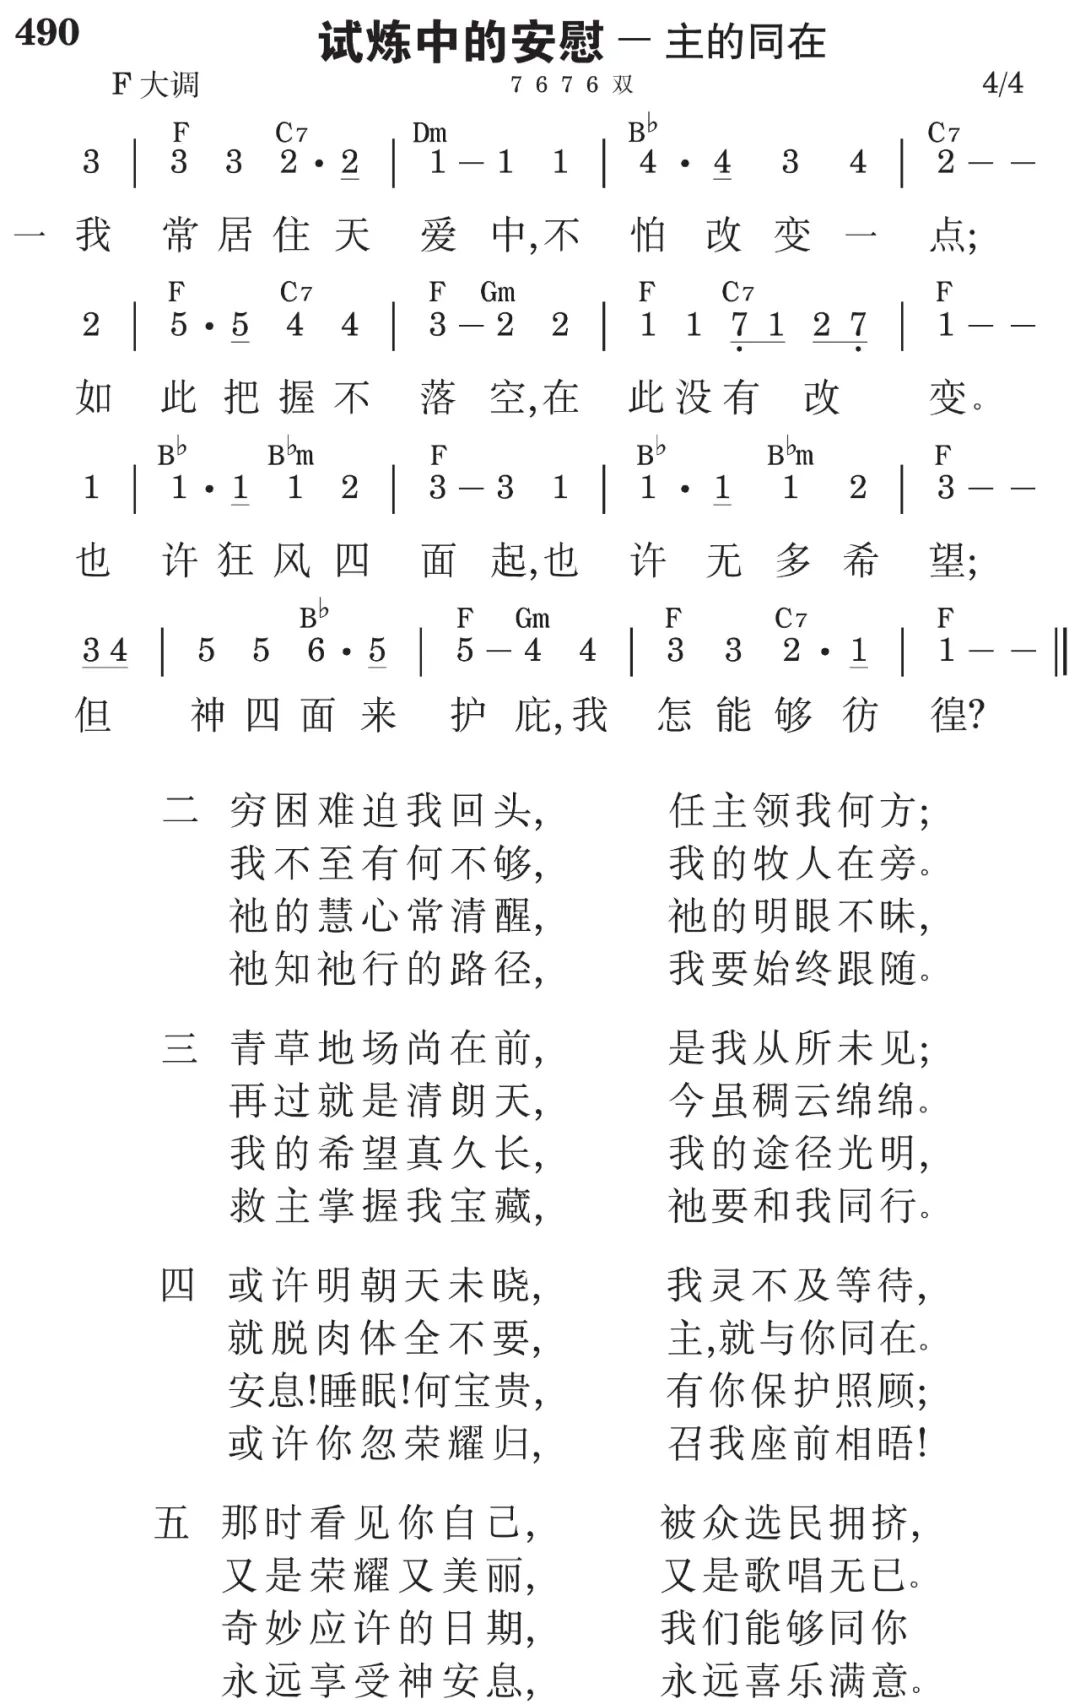 490
试炼中的安慰 — 主的同在
F 大调 7 6 7 6 双 4/4
F C7 Dm B♭ C7
3 | 3 3 2 · 2 | 1 — 1 1 | 4 · 4 3 4 | 2 — —
一 我 常 居 住 天 爱 中,不 怕 改 变 一 点;
F C7 F Gm F C7 F
2 | 5 · 5 4 4 | 3 — 2 2 | 1 1 7̣ 1 2 7̣ | 1 — —
如 此 把 握 不 落 空,在 此 没 有 改 变。
B♭ B♭m F B♭ B♭m F
1 | 1 · 1 1 2 | 3 — 3 1 | 1 · 1 1 2 | 3 — —
也 许 狂 风 四 面 起,也 许 无 多 希 望;
B♭ F Gm F C7 F
3 4 | 5 5 6 · 5 | 5 — 4 4 | 3 3 2 · 1 | 1 — — ‖
但 神 四 面 来 护 庇,我 怎 能 够 彷 徨?
二 穷困难迫我回头, 任主领我何方;
我不至有何不够, 我的牧人在旁。
祂的慧心常清醒, 祂的明眼不昧,
祂知祂行的路径, 我要始终跟随。
三 青草地场尚在前, 是我从所未见;
再过就是清朗天, 今虽稠云绵绵。
我的希望真久长, 我的途径光明,
救主掌握我宝藏, 祂要和我同行。
四 或许明朝天未晓, 我灵不及等待,
就脱肉体全不要, 主,就与你同在。
安息!睡眠!何宝贵, 有你保护照顾;
或许你忽荣耀归, 召我座前相晤!
五 那时看见你自己, 被众选民拥挤,
又是荣耀又美丽, 又是歌唱无已。
奇妙应许的日期, 我们能够同你
永远享受神安息, 永远喜乐满意。